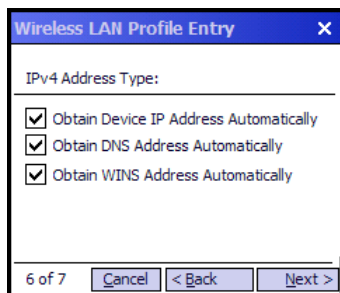 Wireless LAN Profile Entry
IPv4 Address Type:
Obtain Device IP Address Automatically
Obtain DNS Address Automatically
Obtain WINS Address Automatically
6 of 7 Cancel < Back Next >